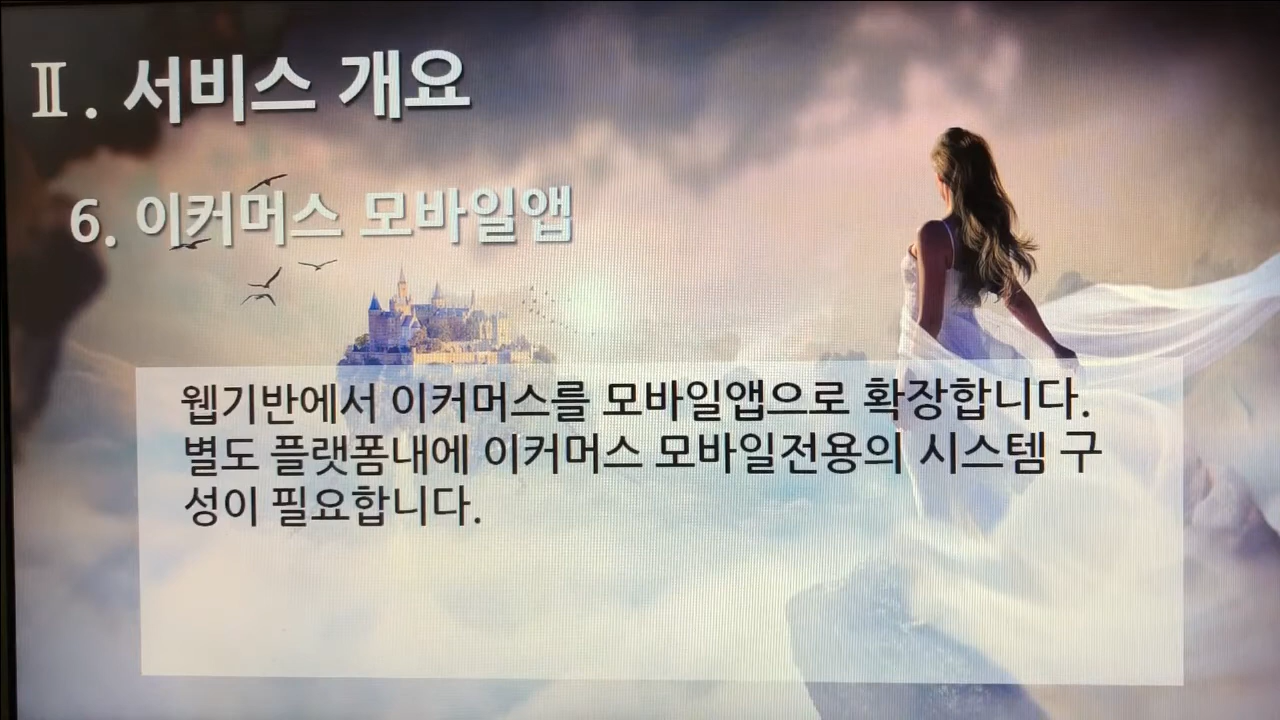 Ⅱ. 서비스 개요
6. 이커머스 모바일앱
웹기반에서 이커머스를 모바일앱으로 확장합니다.
별도 플랫폼내에 이커머스 모바일전용의 시스템 구
성이 필요합니다.